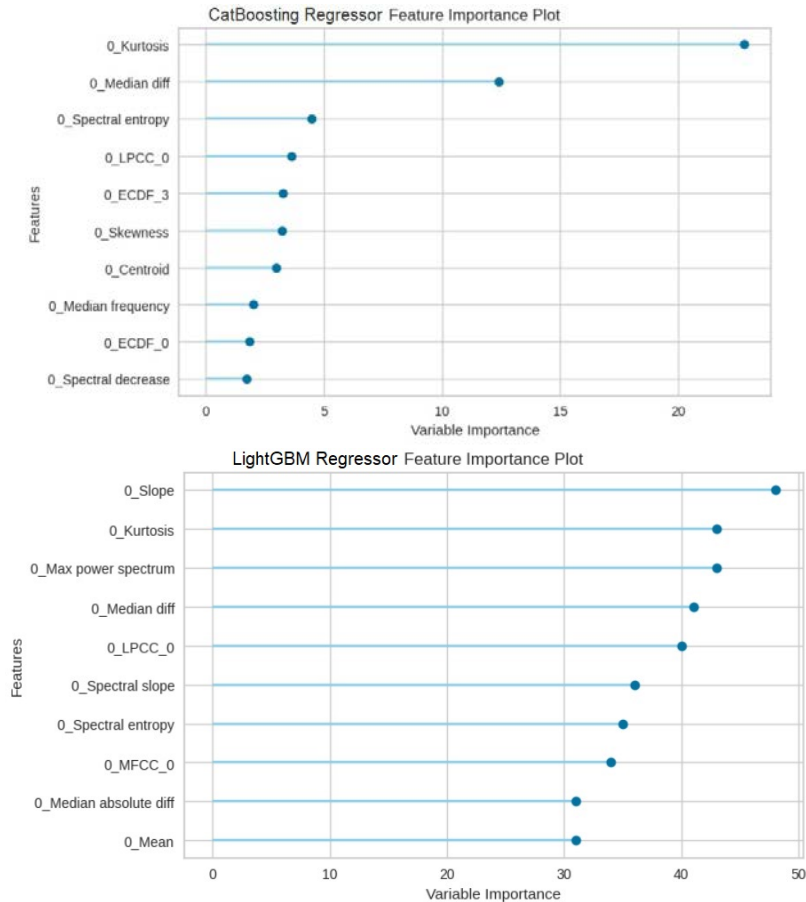 CatBoosting Regressor Feature Importance Plot
0_Kurtosis
0_Median diff
0_Spectral entropy
0_LPCC_0
0_ECDF_3
0_Skewness
0_Centroid
0_Median frequency
0_ECDF_0
0_Spectral decrease
Features
0 5 10 15 20
Variable Importance
LightGBM Regressor Feature Importance Plot
0_Slope
0_Kurtosis
0_Max power spectrum
0_Median diff
0_LPCC_0
0_Spectral slope
0_Spectral entropy
0_MFCC_0
0_Median absolute diff
0_Mean
Features
0 10 20 30 40 50
Variable Importance